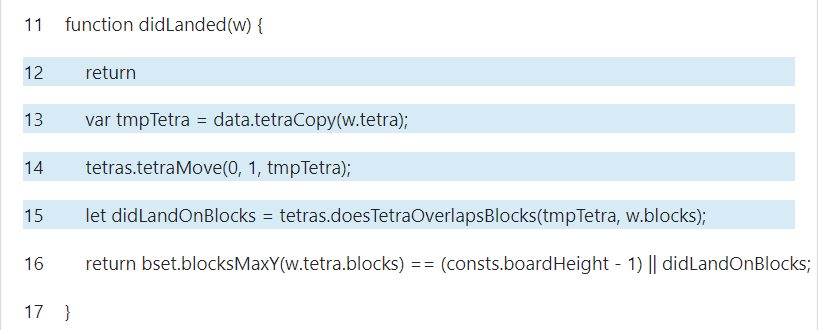 11 function didLanded(w) {
12 return
13 var tmpTetra = data.tetraCopy(w.tetra);
14 tetras.tetraMove(0, 1, tmpTetra);
15 let didLandOnBlocks = tetras.doesTetraOverlapsBlocks(tmpTetra, w.blocks);
16 return bset.blocksMaxY(w.tetra.blocks) == (consts.boardHeight - 1) || didLandOnBlocks;
17 }